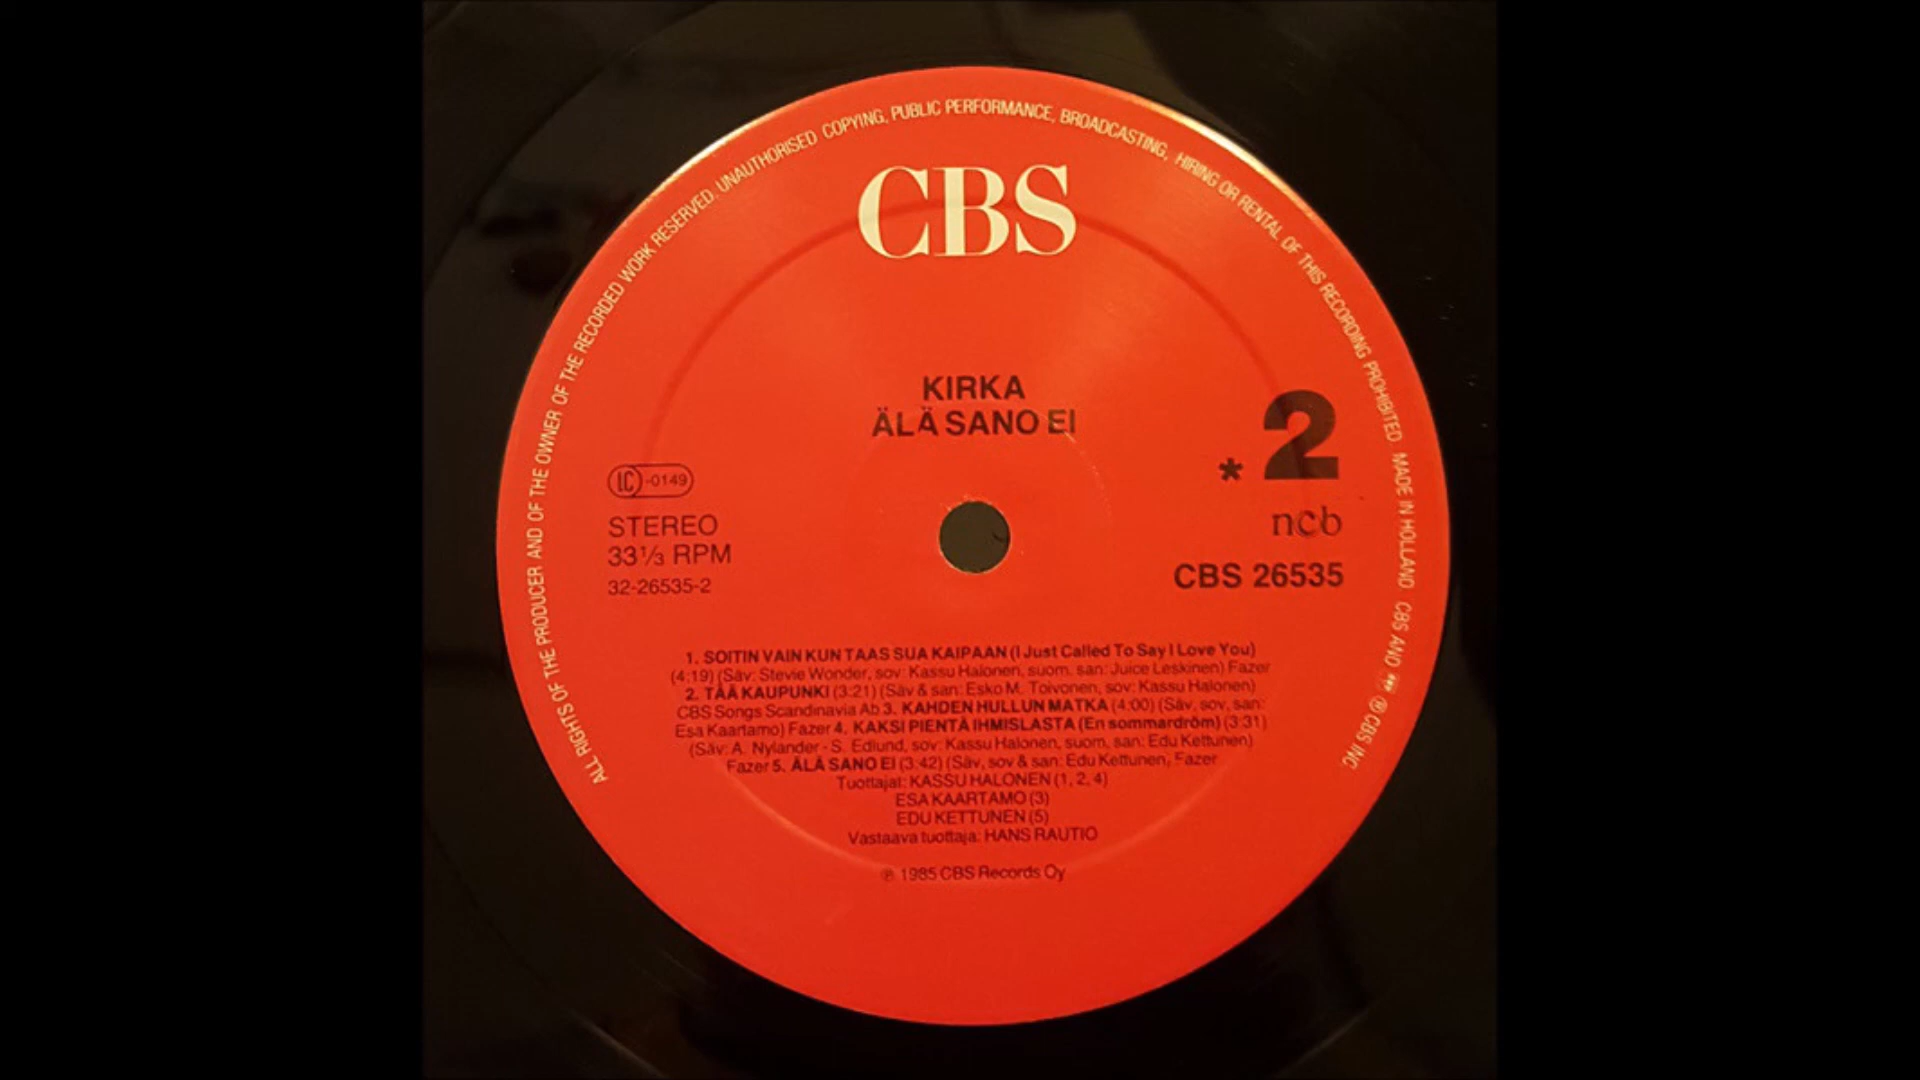 ALL RIGHTS OF THE PRODUCER AND OF THE OWNER OF THE RECORDED WORK RESERVED. UNAUTHORISED COPYING, PUBLIC PERFORMANCE, BROADCASTING, HIRING OR RENTAL OF THIS RECORDING PROHIBITED. MADE IN HOLLAND CBS AND ℗ CBS INC.
CBS
KIRKA
ÄLÄ SANO EI
* 2
LC -0149
STEREO
33⅓ RPM
32-26535-2
ncb
CBS 26535
1. SOITIN VAIN KUN TAAS SUA KAIPAAN (I Just Called To Say I Love You)
(4:19) (Säv: Stevie Wonder, sov: Kassu Halonen, suom. san: Juice Leskinen) Fazer
2. TÄÄ KAUPUNKI (3:21) (Säv & san: Esko M. Toivonen, sov: Kassu Halonen)
CBS Songs Scandinavia Ab 3. KAHDEN HULLUN MATKA (4:00) (Säv, sov, san:
Esa Kaartamo) Fazer 4. KAKSI PIENTÄ IHMISLASTA (En sommardröm) (3:31)
(Säv: A. Nylander - S. Edlund, sov: Kassu Halonen, suom. san: Edu Kettunen)
Fazer 5. ÄLÄ SANO EI (3:42) (Säv, sov & san: Edu Kettunen, Fazer
Tuottajat: KASSU HALONEN (1, 2, 4)
ESA KAARTAMO (3)
EDU KETTUNEN (5)
Vastaava tuottaja: HANS RAUTIO
℗ 1985 CBS Records Oy